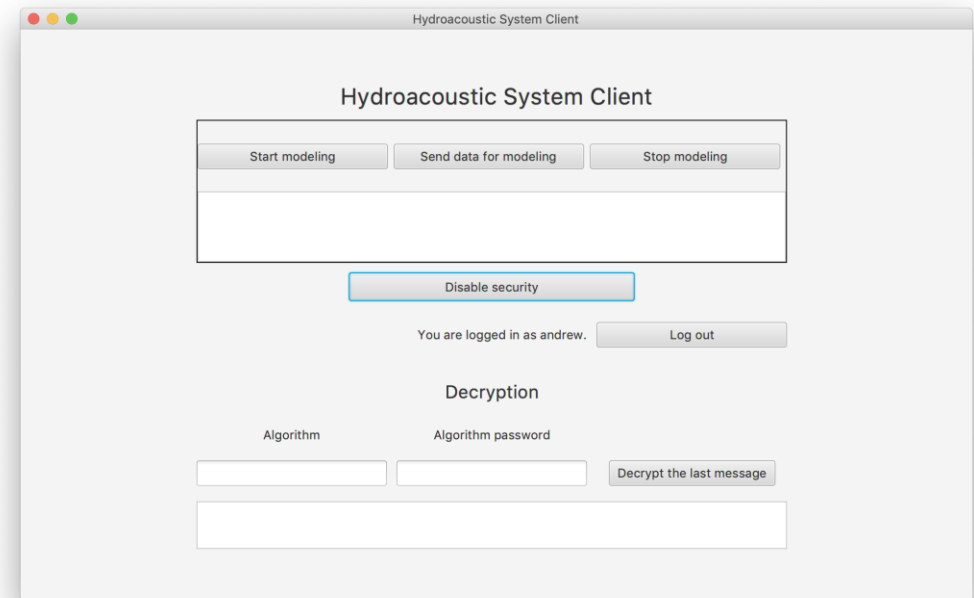 Hydroacoustic System Client
Hydroacoustic System Client
Start modeling Send data for modeling Stop modeling
Disable security
You are logged in as andrew. Log out
Decryption
Algorithm Algorithm password
Decrypt the last message